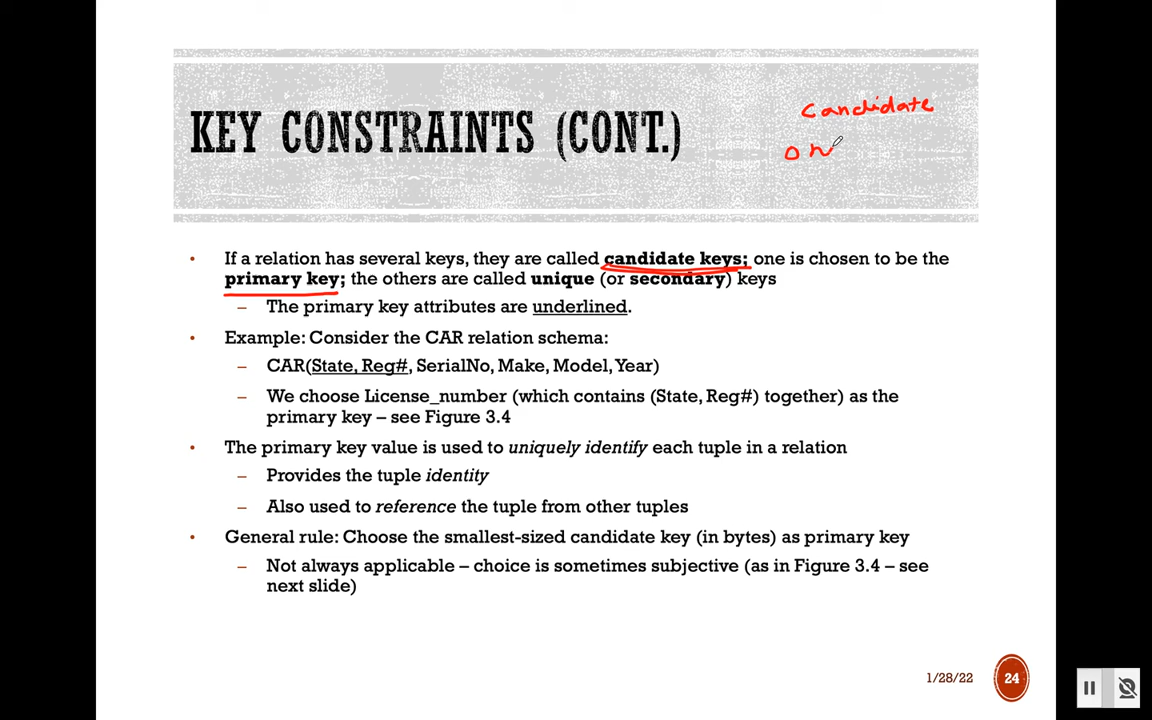 Candidate
KEY CONSTRAINTS (CONT.)
on
• If a relation has several keys, they are called candidate keys; one is chosen to be the
primary key; the others are called unique (or secondary) keys
– The primary key attributes are underlined.
• Example: Consider the CAR relation schema:
– CAR(State, Reg#, SerialNo, Make, Model, Year)
– We choose License_number (which contains (State, Reg#) together) as the
primary key – see Figure 3.4
• The primary key value is used to uniquely identify each tuple in a relation
– Provides the tuple identity
– Also used to reference the tuple from other tuples
• General rule: Choose the smallest-sized candidate key (in bytes) as primary key
– Not always applicable – choice is sometimes subjective (as in Figure 3.4 – see
next slide)
1/28/22
24